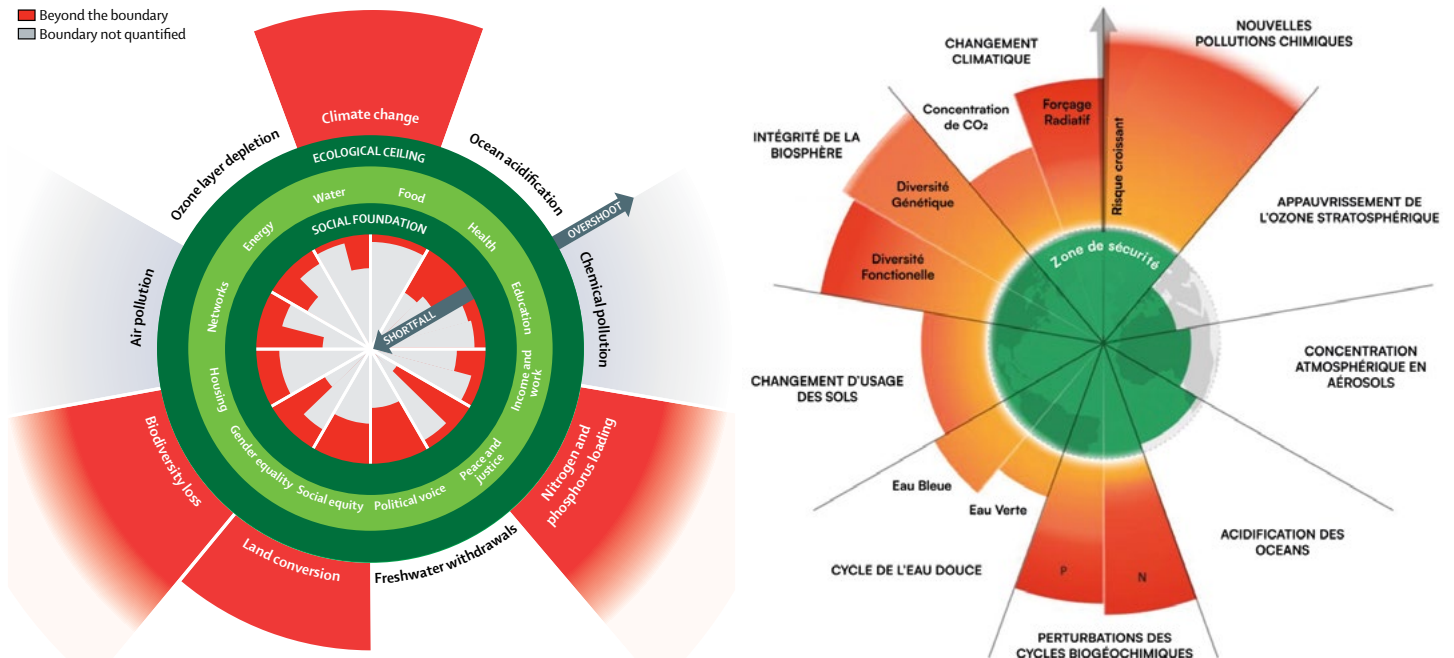 Beyond the boundary
Boundary not quantified
Climate change
ECOLOGICAL CEILING
Ozone layer depletion
Ocean acidification
Water
Food
SOCIAL FOUNDATION
Energy
Health
OVERSHOOT
Air pollution
Networks
Education
Chemical pollution
SHORTFALL
Housing
Income and
work
Gender equality
Social equity
Political voice
Peace and
justice
Biodiversity loss
Land conversion
Freshwater withdrawals
Nitrogen and
phosphorus loading
NOUVELLES
POLLUTIONS CHIMIQUES
CHANGEMENT
CLIMATIQUE
Concentration
de CO₂
Forçage
Radiatif
Risque croissant
INTÉGRITÉ DE LA
BIOSPHÈRE
Diversité
Génétique
Diversité
Fonctionelle
Zone de sécurité
APPAUVRISSEMENT DE
L'OZONE STRATOSPHÉRIQUE
CONCENTRATION
ATMOSPHÉRIQUE EN
AÉROSOLS
CHANGEMENT D'USAGE
DES SOLS
Eau Bleue
Eau Verte
ACIDIFICATION DES
OCEANS
CYCLE DE L'EAU DOUCE
P
N
PERTURBATIONS DES
CYCLES BIOGÉOCHIMIQUES